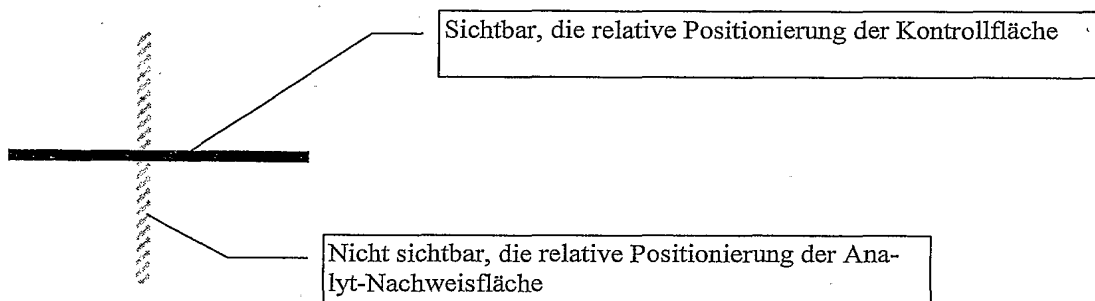 Sichtbar, die relative Positionierung der Kontrollfläche
Nicht sichtbar, die relative Positionierung der Ana-
lyt-Nachweisfläche